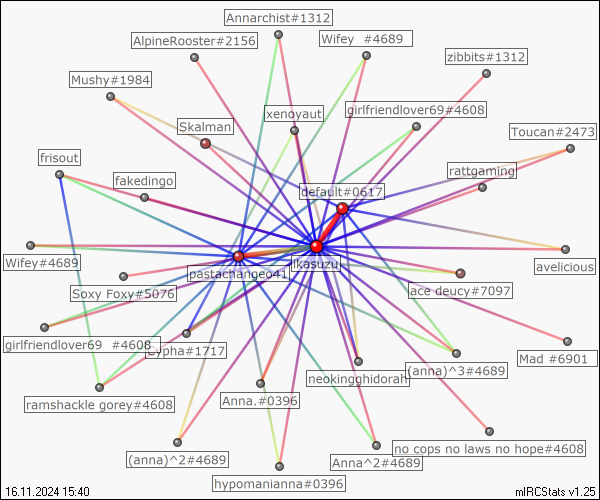 Annarchist#1312
AlpineRooster#2156
Wifey  #4689
zibbits#1312
Mushy#1984
xenoyaut
girlfriendlover69#4608
Skalman
Toucan#2473
frisout
rattgaming
fakedingo
default#0617
Wifey#4689
ikasuzu
avelicious
pastachangeo41
Soxy Foxy#5076
ace deucy#7097
girlfriendlover69  #4608
Cypha#1717
Mad #6901
neokingghidorah
(anna)^3#4689
ramshackle gorey#4608
Anna.#0396
no cops no laws no hope#4608
(anna)^2#4689
Anna^2#4689
hypomanianna#0396
16.11.2024 15:40
mIRCStats v1.25